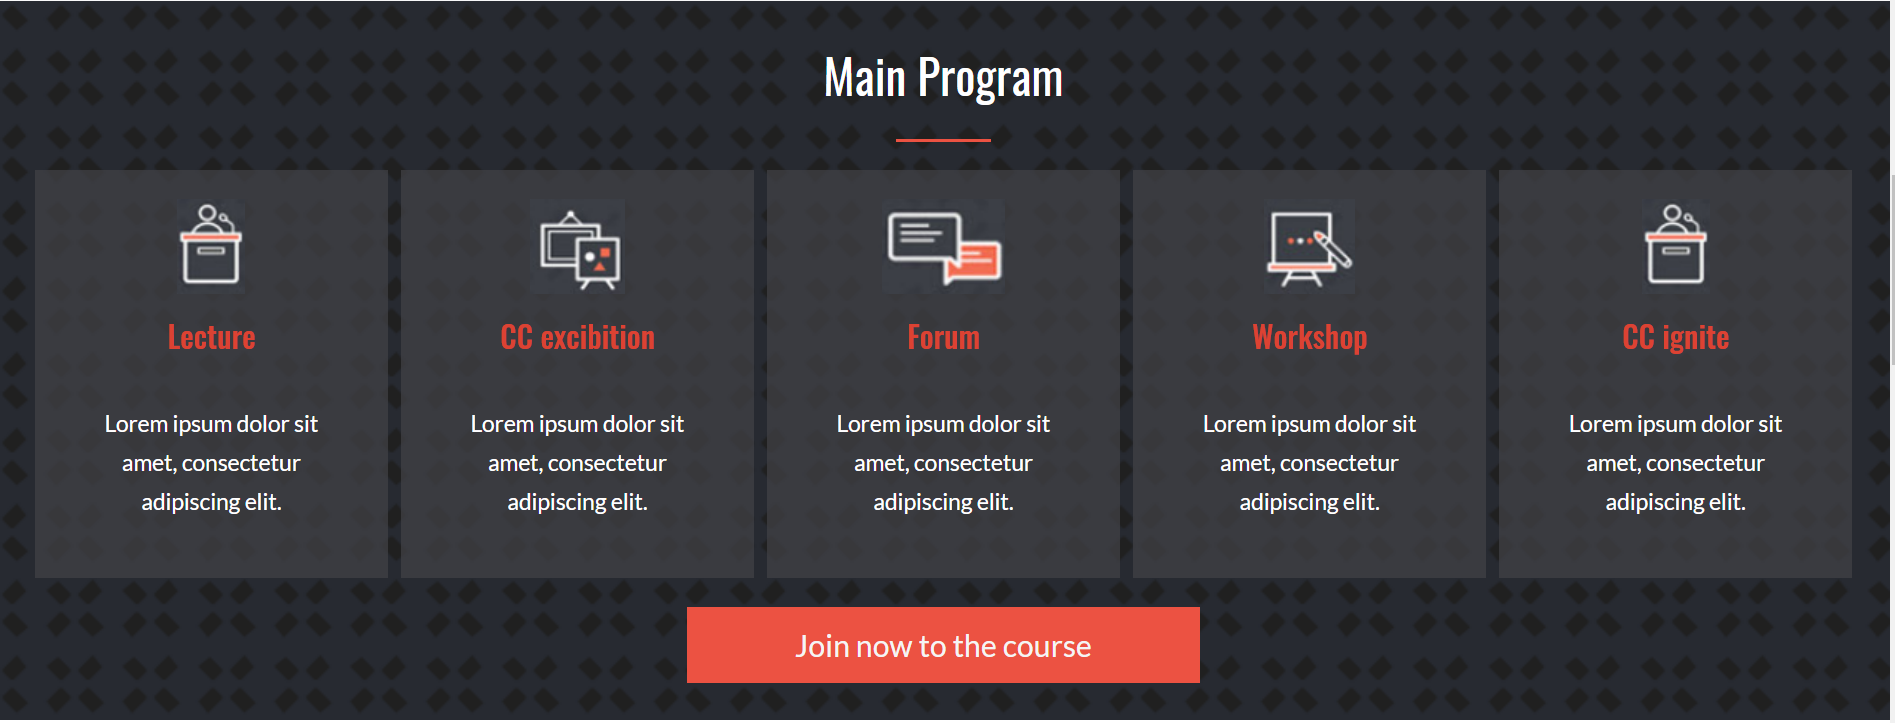 Main Program
Lecture
Lorem ipsum dolor sit
amet, consectetur
adipiscing elit.
CC excibition
Lorem ipsum dolor sit
amet, consectetur
adipiscing elit.
Forum
Lorem ipsum dolor sit
amet, consectetur
adipiscing elit.
Workshop
Lorem ipsum dolor sit
amet, consectetur
adipiscing elit.
CC ignite
Lorem ipsum dolor sit
amet, consectetur
adipiscing elit.
Join now to the course